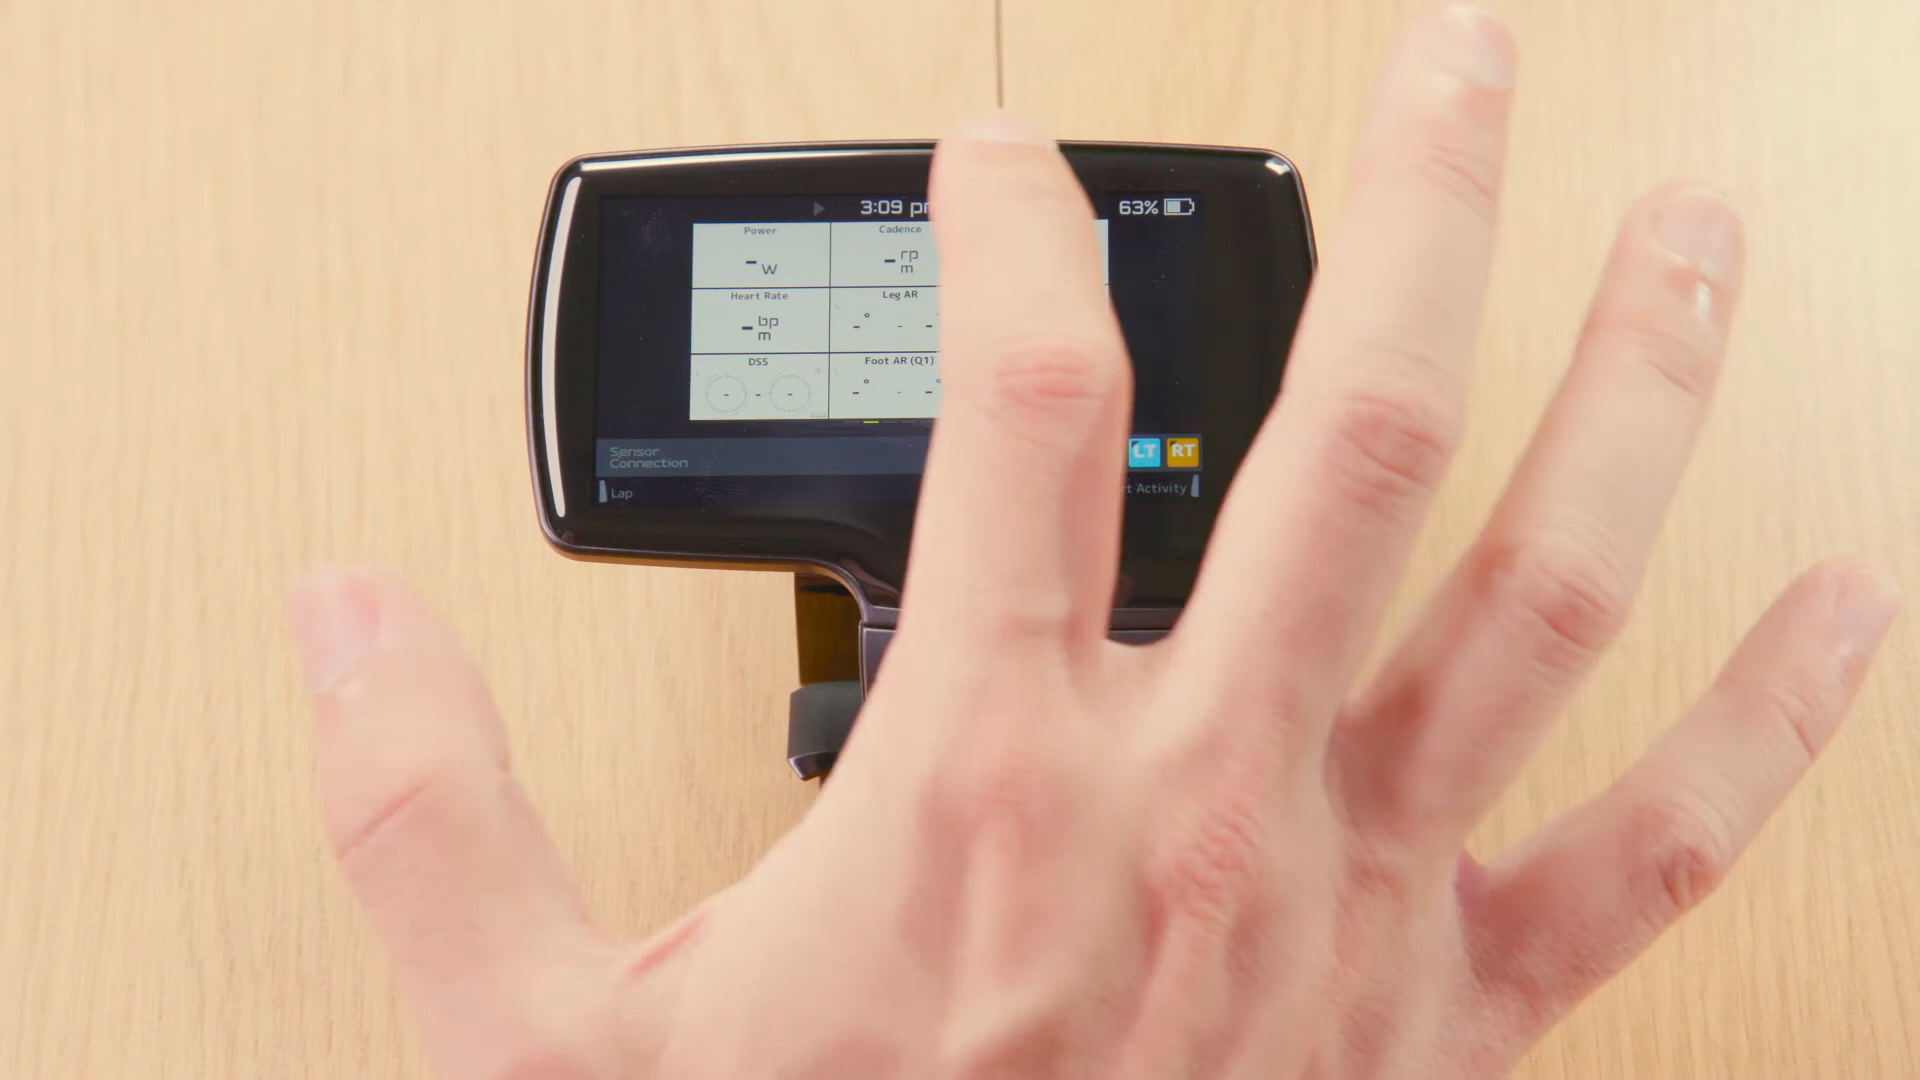 3:09 p
63%
Power
Cadence
- w
- rp
m
Heart Rate
Leg AR
- bp
m
DSS
Foot AR (Q1)
L R
Sensor
Connection
LT RT
Lap
Activity